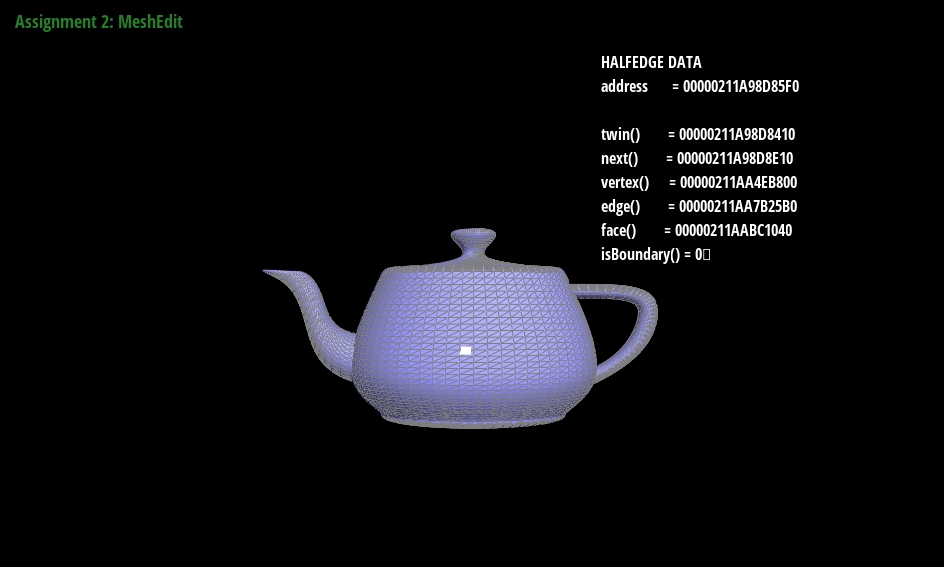 Assignment 2: MeshEdit
HALFEDGE DATA
address = 00000211A98D85F0
twin() = 00000211A98D8410
next() = 00000211A98D8E10
vertex() = 00000211AA4EB800
edge() = 00000211AA7B25B0
face() = 00000211AABC1040
isBoundary() = 0